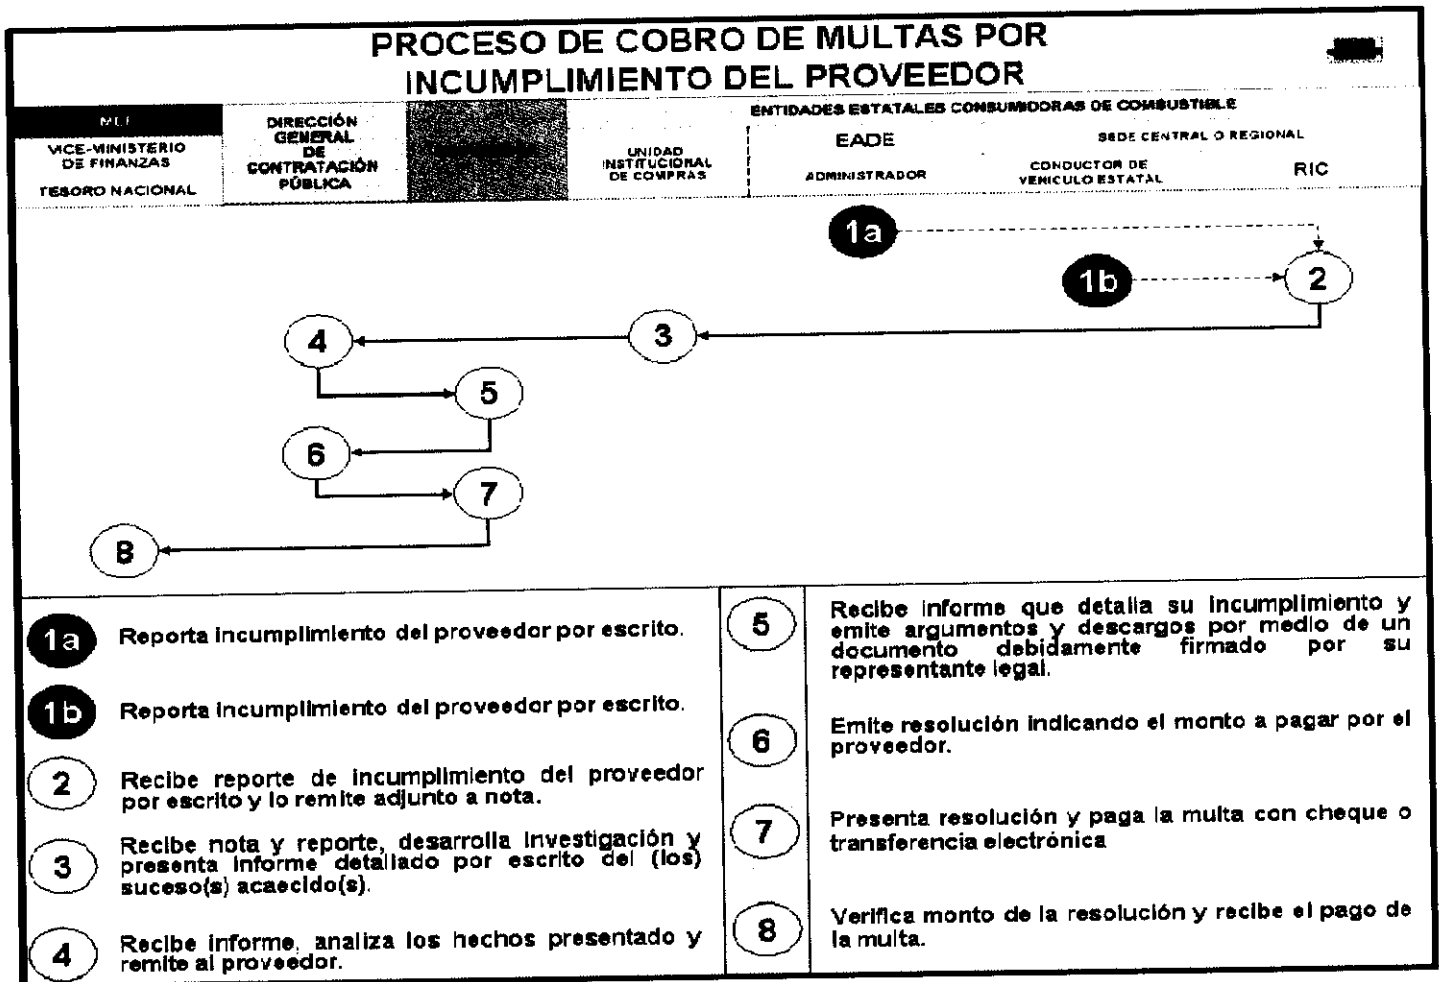 PROCESO DE COBRO DE MULTAS POR
INCUMPLIMIENTO DEL PROVEEDOR
VICE-MINISTERIO
DE FINANZAS
TESORO NACIONAL
DIRECCIÓN
GENERAL
DE
CONTRATACIÓN
PÚBLICA
UNIDAD
INSTITUCIONAL
DE COMPRAS
ENTIDADES ESTATALES CONSUMIDORAS DE COMBUSTIBLE
EADE
ADMINISTRADOR
SEDE CENTRAL O REGIONAL
CONDUCTOR DE
VEHICULO ESTATAL
RIC
1a
1b
2
3
4
5
6
7
8
1a Reporta incumplimiento del proveedor por escrito.
1b Reporta incumplimiento del proveedor por escrito.
2 Recibe reporte de incumplimiento del proveedor
por escrito y lo remite adjunto a nota.
3 Recibe nota y reporte, desarrolla investigación y
presenta informe detallado por escrito del (los)
suceso(s) acaecido(s).
4 Recibe informe, analiza los hechos presentado y
remite al proveedor.
5 Recibe informe que detalla su incumplimiento y
emite argumentos y descargos por medio de un
documento debidamente firmado por su
representante legal.
6 Emite resolución indicando el monto a pagar por el
proveedor.
7 Presenta resolución y paga la multa con cheque o
transferencia electrónica
8 Verifica monto de la resolución y recibe el pago de
la multa.